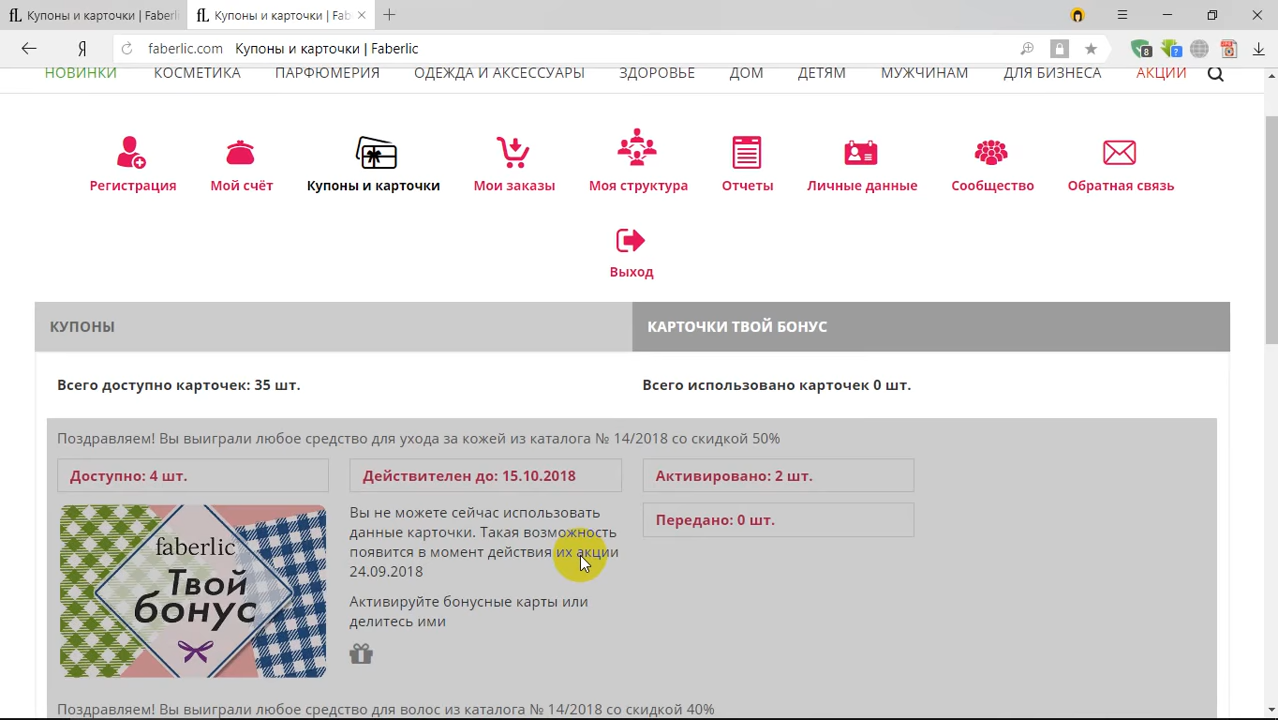 Купоны и карточки | Faberli
Купоны и карточки | Fab
faberlic.com Купоны и карточки | Faberlic
8
?
НОВИНКИ КОСМЕТИКА ПАРФЮМЕРИЯ ОДЕЖДА И АКСЕССУАРЫ ЗДОРОВЬЕ ДОМ ДЕТЯМ МУЖЧИНАМ ДЛЯ БИЗНЕСА АКЦИИ
Регистрация Мой счёт Купоны и карточки Мои заказы Моя структура Отчеты Личные данные Сообщество Обратная связь
Выход
КУПОНЫ КАРТОЧКИ ТВОЙ БОНУС
Всего доступно карточек: 35 шт. Всего использовано карточек 0 шт.
Поздравляем! Вы выиграли любое средство для ухода за кожей из каталога № 14/2018 со скидкой 50%
Доступно: 4 шт. Действителен до: 15.10.2018 Активировано: 2 шт.
Передано: 0 шт.
Вы не можете сейчас использовать
данные карточки. Такая возможность
появится в момент действия их акции
24.09.2018
Активируйте бонусные карты или
делитесь ими
faberlic
Твой
бонус
Поздравляем! Вы выиграли любое средство для волос из каталога № 14/2018 со скидкой 40%